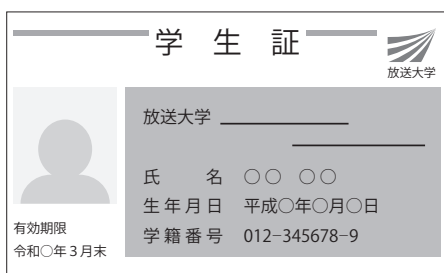 学 生 証
放送大学
放送大学
氏 名 ○○ ○○
生年月日 平成○年○月○日
学籍番号 012−345678−9
有効期限
令和○年3月末